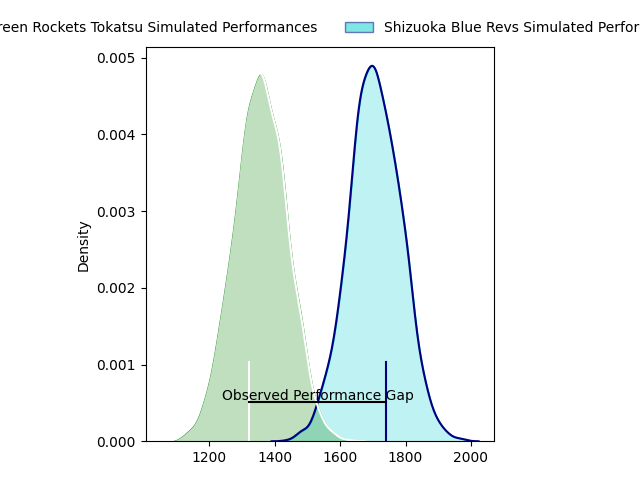 reen Rockets Tokatsu Simulated Performances
Shizuoka Blue Revs Simulated Perfor
0.005
0.004
0.003
0.002
0.001
0.000
Density
Observed Performance Gap
1200 1400 1600 1800 2000